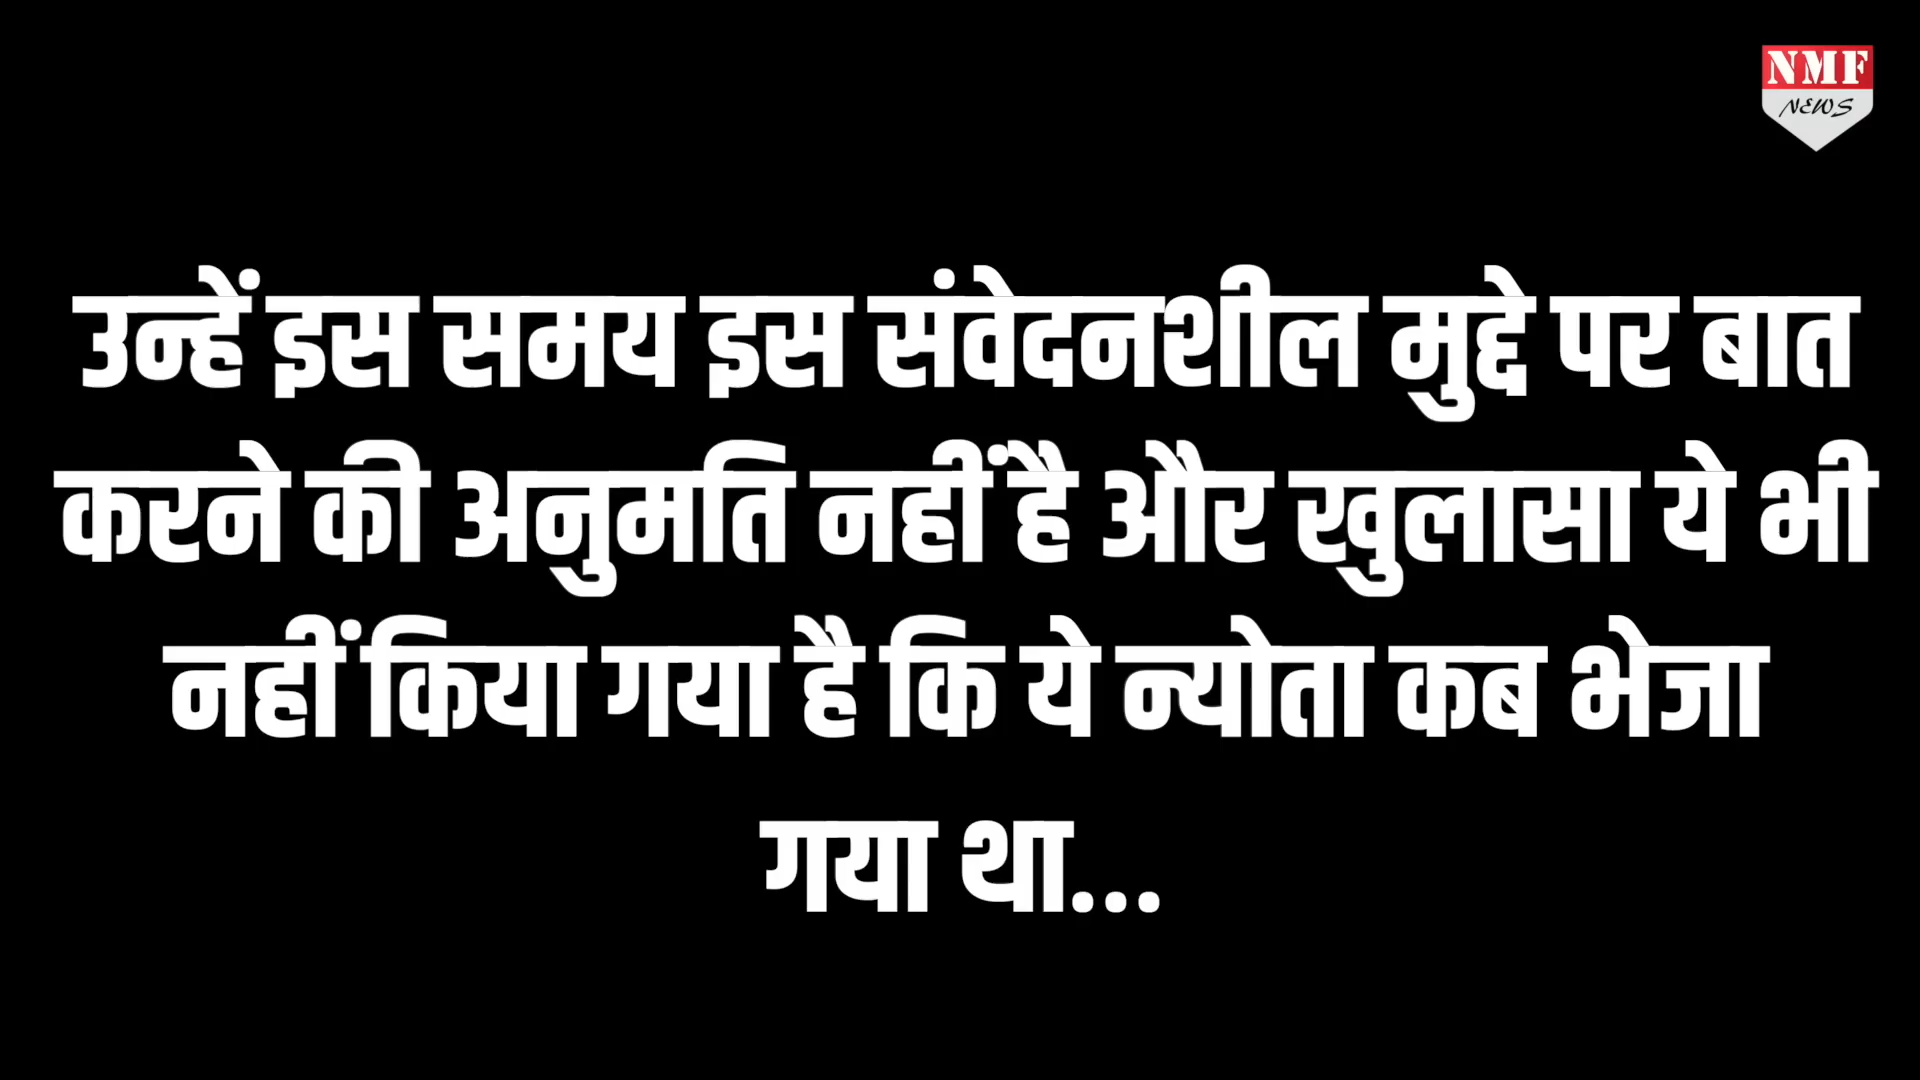 NMF
NEWS
उन्हें इस समय इस संवेदनशील मुद्दे पर बात
करने की अनुमति नहीं है और खुलासा ये भी
नहीं किया गया है कि ये न्योता कब भेजा
गया था...